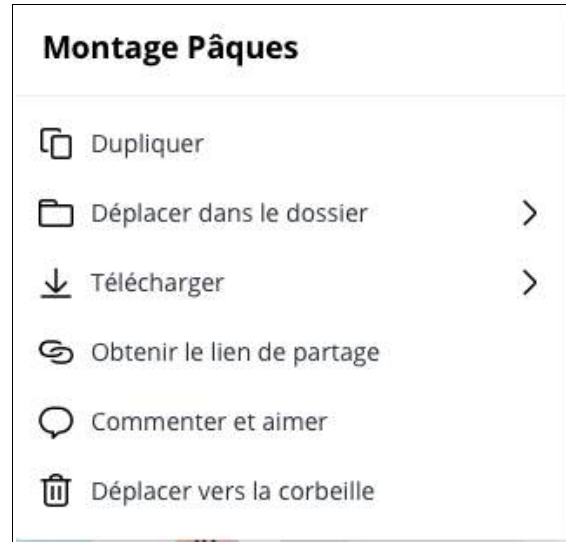 Montage Pâques
Dupliquer
Déplacer dans le dossier
Télécharger
Obtenir le lien de partage
Commenter et aimer
Déplacer vers la corbeille